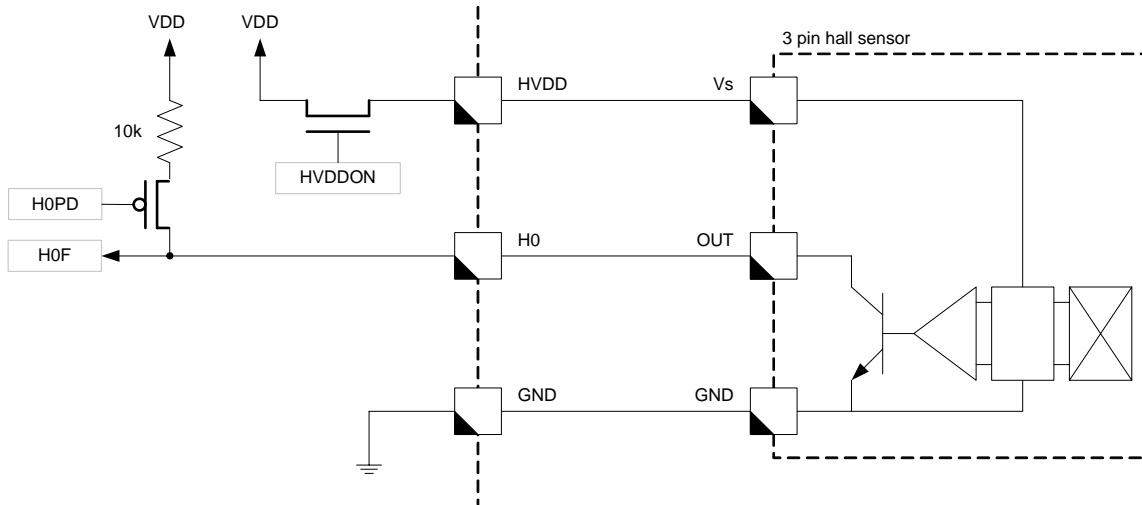 VDD
VDD
3 pin hall sensor
HVDD
Vs
10k
HVDDON
H0PD
H0
OUT
H0F
GND
GND